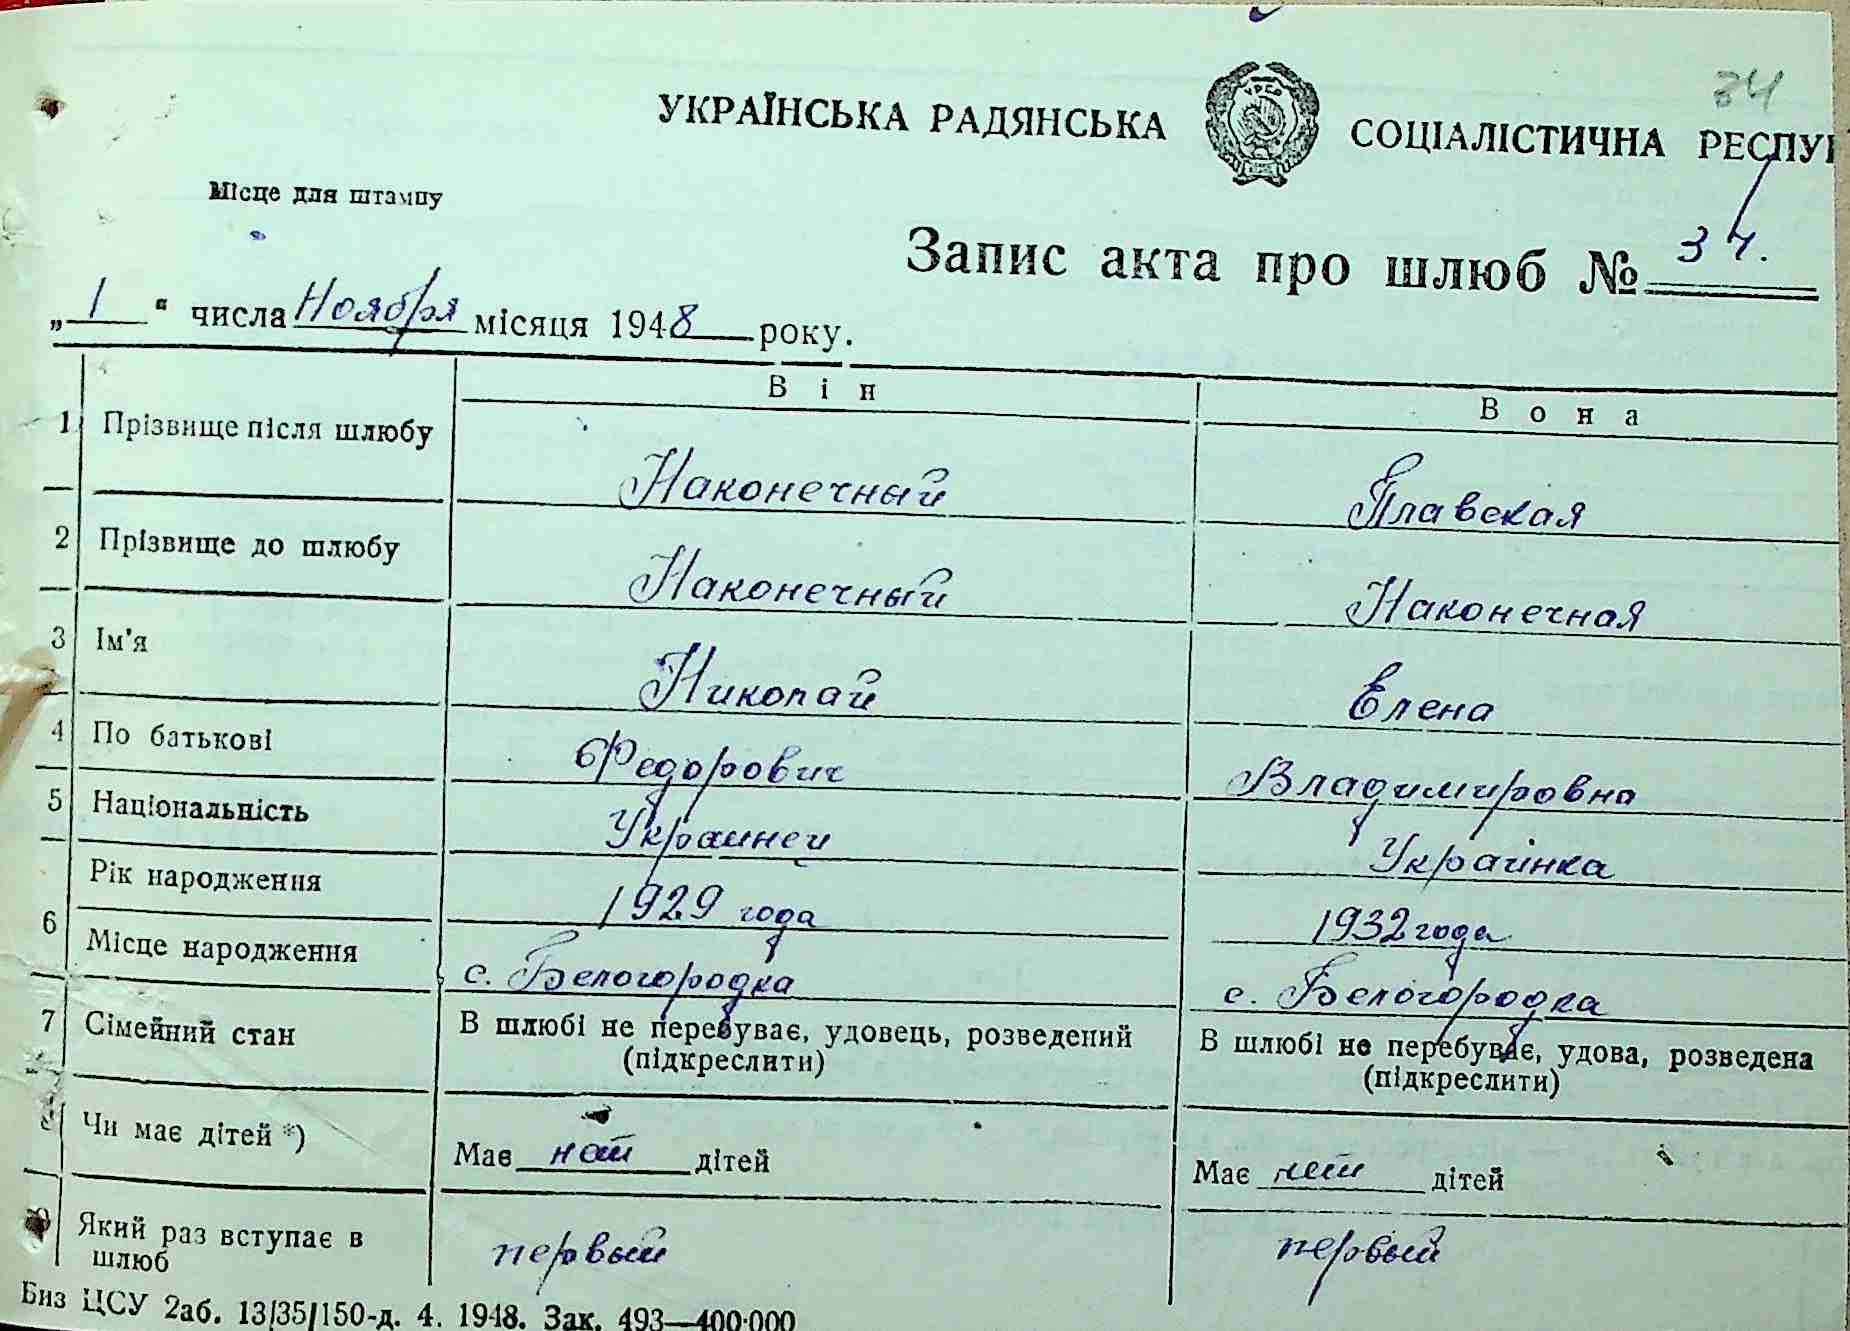 34
УКРАЇНСЬКА РАДЯНСЬКА СОЦІАЛІСТИЧНА РЕСПУ
УРСР
Місце для штампу
Запис акта про шлюб № 34.
„ 1 “ числа Ноября місяця 1948 року.
Він Вона
1 Прізвище після шлюбу Наконечный Плавская
2 Прізвище до шлюбу Наконечный Наконечная
3 Ім'я Николай Елена
4 По батькові Федорович Владимировна
5 Національність Украинец Українка
6 Рік народження 1929 года 1932 года
Місце народження с. Белогородка с. Белогородка
7 Сімейний стан В шлюбі не перебуває, удовець, розведений (підкреслити) В шлюбі не перебуває, удова, розведена (підкреслити)
8 Чи має дітей *) Має нет дітей Має нет дітей
9 Який раз вступає в шлюб первый первый
Биз ЦСУ 2аб. 13/35/150-д. 4. 1948. Зак. 493—400.000